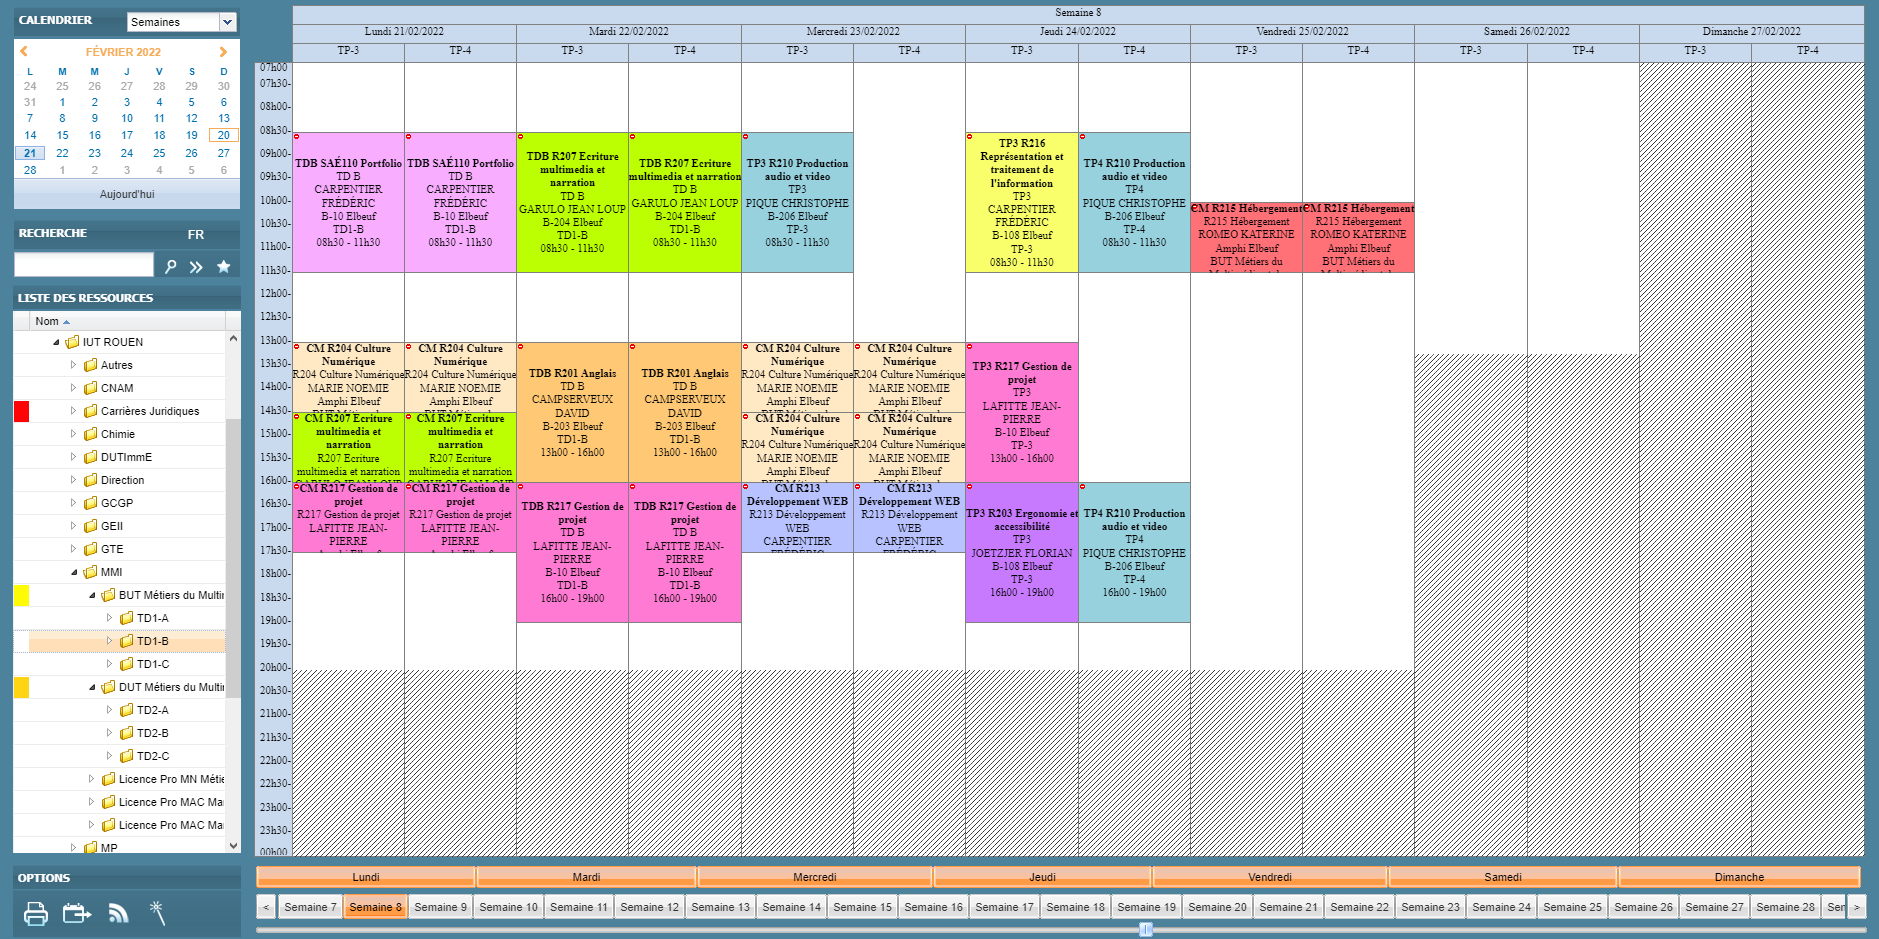 CALENDRIER
Semaines
FÉVRIER 2022
L M M J V S D
24 25 26 27 28 29 30
31 1 2 3 4 5 6
7 8 9 10 11 12 13
14 15 16 17 18 19 20
21 22 23 24 25 26 27
28 1 2 3 4 5 6
Aujourd'hui
RECHERCHE FR
LISTE DES RESSOURCES
Nom
IUT ROUEN
Autres
CNAM
Carrières Juridiques
Chimie
DUTImmE
Direction
GCGP
GEII
GTE
MMI
BUT Métiers du Multi
TD1-A
TD1-B
TD1-C
DUT Métiers du Multi
TD2-A
TD2-B
TD2-C
Licence Pro MN Métie
Licence Pro MAC Ma
Licence Pro MAC Ma
MP
OPTIONS
Semaine 8
Lundi 21/02/2022 Mardi 22/02/2022 Mercredi 23/02/2022 Jeudi 24/02/2022 Vendredi 25/02/2022 Samedi 26/02/2022 Dimanche 27/02/2022
TP-3 TP-4 TP-3 TP-4 TP-3 TP-4 TP-3 TP-4 TP-3 TP-4 TP-3 TP-4 TP-3 TP-4
07h00
07h30-
08h00-
08h30-
09h00-
09h30-
10h00-
10h30-
11h00-
11h30-
12h00-
12h30-
13h00-
13h30-
14h00-
14h30-
15h00-
15h30-
16h00-
16h30-
17h00-
17h30-
18h00-
18h30-
19h00-
19h30-
20h00-
20h30-
21h00-
21h30-
22h00-
22h30-
23h00-
23h30-
00h00
TDB SAÉ110 Portfolio
TD B
CARPENTIER
FRÉDÉRIC
B-10 Elbeuf
TD1-B
08h30 - 11h30
TDB SAÉ110 Portfolio
TD B
CARPENTIER
FRÉDÉRIC
B-10 Elbeuf
TD1-B
08h30 - 11h30
TDB R207 Ecriture
multimedia et
narration
TD B
GARULO JEAN LOUP
B-204 Elbeuf
TD1-B
08h30 - 11h30
TDB R207 Ecriture
multimedia et narration
TD B
GARULO JEAN LOUP
B-204 Elbeuf
TD1-B
08h30 - 11h30
TP3 R210 Production
audio et video
TP3
PIQUE CHRISTOPHE
B-206 Elbeuf
TP-3
08h30 - 11h30
TP3 R216
Représentation et
traitement de
l'information
TP3
CARPENTIER
FRÉDÉRIC
B-108 Elbeuf
TP-3
08h30 - 11h30
TP4 R210 Production
audio et video
TP4
PIQUE CHRISTOPHE
B-206 Elbeuf
TP-4
08h30 - 11h30
CM R215 Hébergement
R215 Hébergement
ROMEO KATERINE
Amphi Elbeuf
BUT Métiers du
CM R215 Hébergement
R215 Hébergement
ROMEO KATERINE
Amphi Elbeuf
BUT Métiers du
CM R204 Culture
Numérique
R204 Culture Numérique
MARIE NOEMIE
Amphi Elbeuf
CM R204 Culture
Numérique
R204 Culture Numérique
MARIE NOEMIE
Amphi Elbeuf
TDB R201 Anglais
TD B
CAMPSERVEUX
DAVID
B-203 Elbeuf
TD1-B
13h00 - 16h00
TDB R201 Anglais
TD B
CAMPSERVEUX
DAVID
B-203 Elbeuf
TD1-B
13h00 - 16h00
CM R204 Culture
Numérique
R204 Culture Numérique
MARIE NOEMIE
Amphi Elbeuf
CM R204 Culture
Numérique
R204 Culture Numérique
MARIE NOEMIE
Amphi Elbeuf
TP3 R217 Gestion de
projet
TP3
LAFITTE JEAN-
PIERRE
B-10 Elbeuf
TP-3
13h00 - 16h00
CM R207 Ecriture
multimedia et
narration
R207 Ecriture
multimedia et narration
GARULO JEAN LOUP
CM R207 Ecriture
multimedia et
narration
R207 Ecriture
multimedia et narration
GARULO JEAN LOUP
CM R204 Culture
Numérique
R204 Culture Numérique
MARIE NOEMIE
Amphi Elbeuf
CM R204 Culture
Numérique
R204 Culture Numérique
MARIE NOEMIE
Amphi Elbeuf
CM R217 Gestion de
projet
R217 Gestion de projet
LAFITTE JEAN-
PIERRE
CM R217 Gestion de
projet
R217 Gestion de projet
LAFITTE JEAN-
PIERRE
TDB R217 Gestion de
projet
TD B
LAFITTE JEAN-
PIERRE
B-10 Elbeuf
TD1-B
16h00 - 19h00
TDB R217 Gestion de
projet
TD B
LAFITTE JEAN-
PIERRE
B-10 Elbeuf
TD1-B
16h00 - 19h00
CM R213
Développement WEB
R213 Développement
WEB
CARPENTIER
FRÉDÉRIC
CM R213
Développement WEB
R213 Développement
WEB
CARPENTIER
FRÉDÉRIC
TP3 R203 Ergonomie et
accessibilité
TP3
JOETZJER FLORIAN
B-108 Elbeuf
TP-3
16h00 - 19h00
TP4 R210 Production
audio et video
TP4
PIQUE CHRISTOPHE
B-206 Elbeuf
TP-4
16h00 - 19h00
Lundi Mardi Mercredi Jeudi Vendredi Samedi Dimanche
< Semaine 7 Semaine 8 Semaine 9 Semaine 10 Semaine 11 Semaine 12 Semaine 13 Semaine 14 Semaine 15 Semaine 16 Semaine 17 Semaine 18 Semaine 19 Semaine 20 Semaine 21 Semaine 22 Semaine 23 Semaine 24 Semaine 25 Semaine 26 Semaine 27 Semaine 28 Sem >